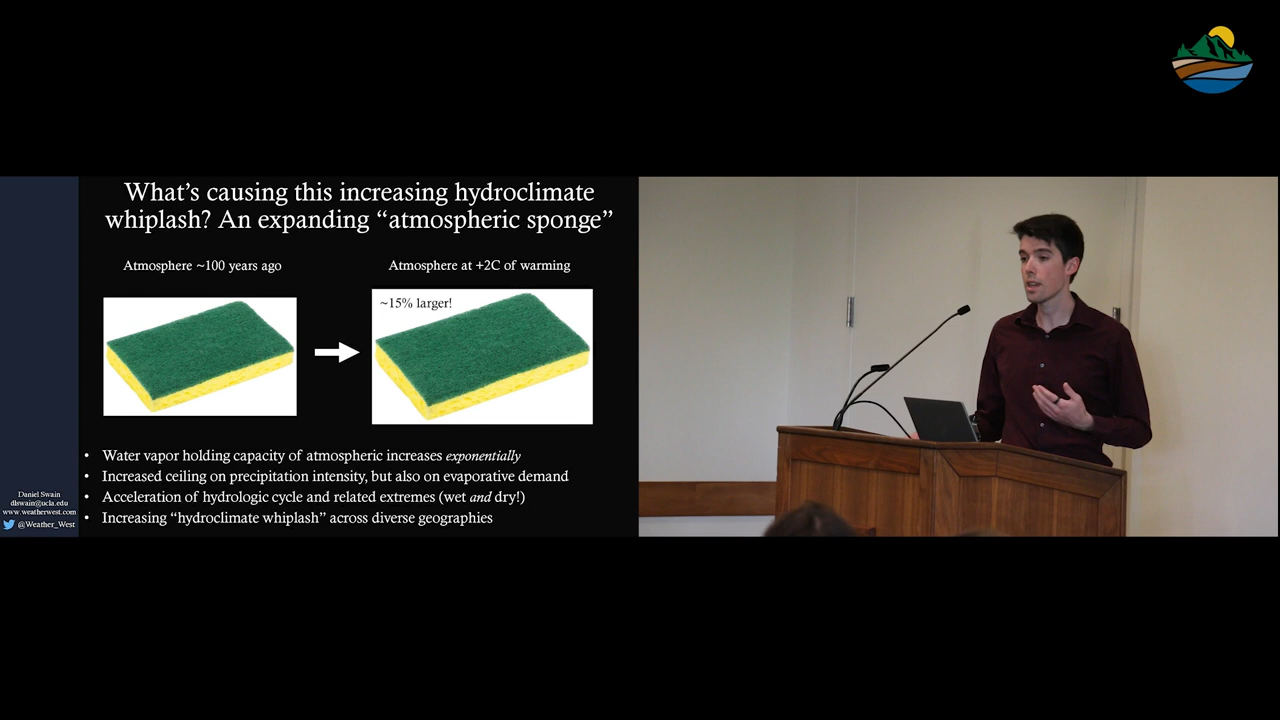 What's causing this increasing hydroclimate
whiplash? An expanding “atmospheric sponge”
Atmosphere ~100 years ago
Atmosphere at +2C of warming
~15% larger!
• Water vapor holding capacity of atmospheric increases exponentially
• Increased ceiling on precipitation intensity, but also on evaporative demand
• Acceleration of hydrologic cycle and related extremes (wet and dry!)
• Increasing “hydroclimate whiplash” across diverse geographies
Daniel Swain
dlswain@ucla.edu
www.weatherwest.com
@Weather_West